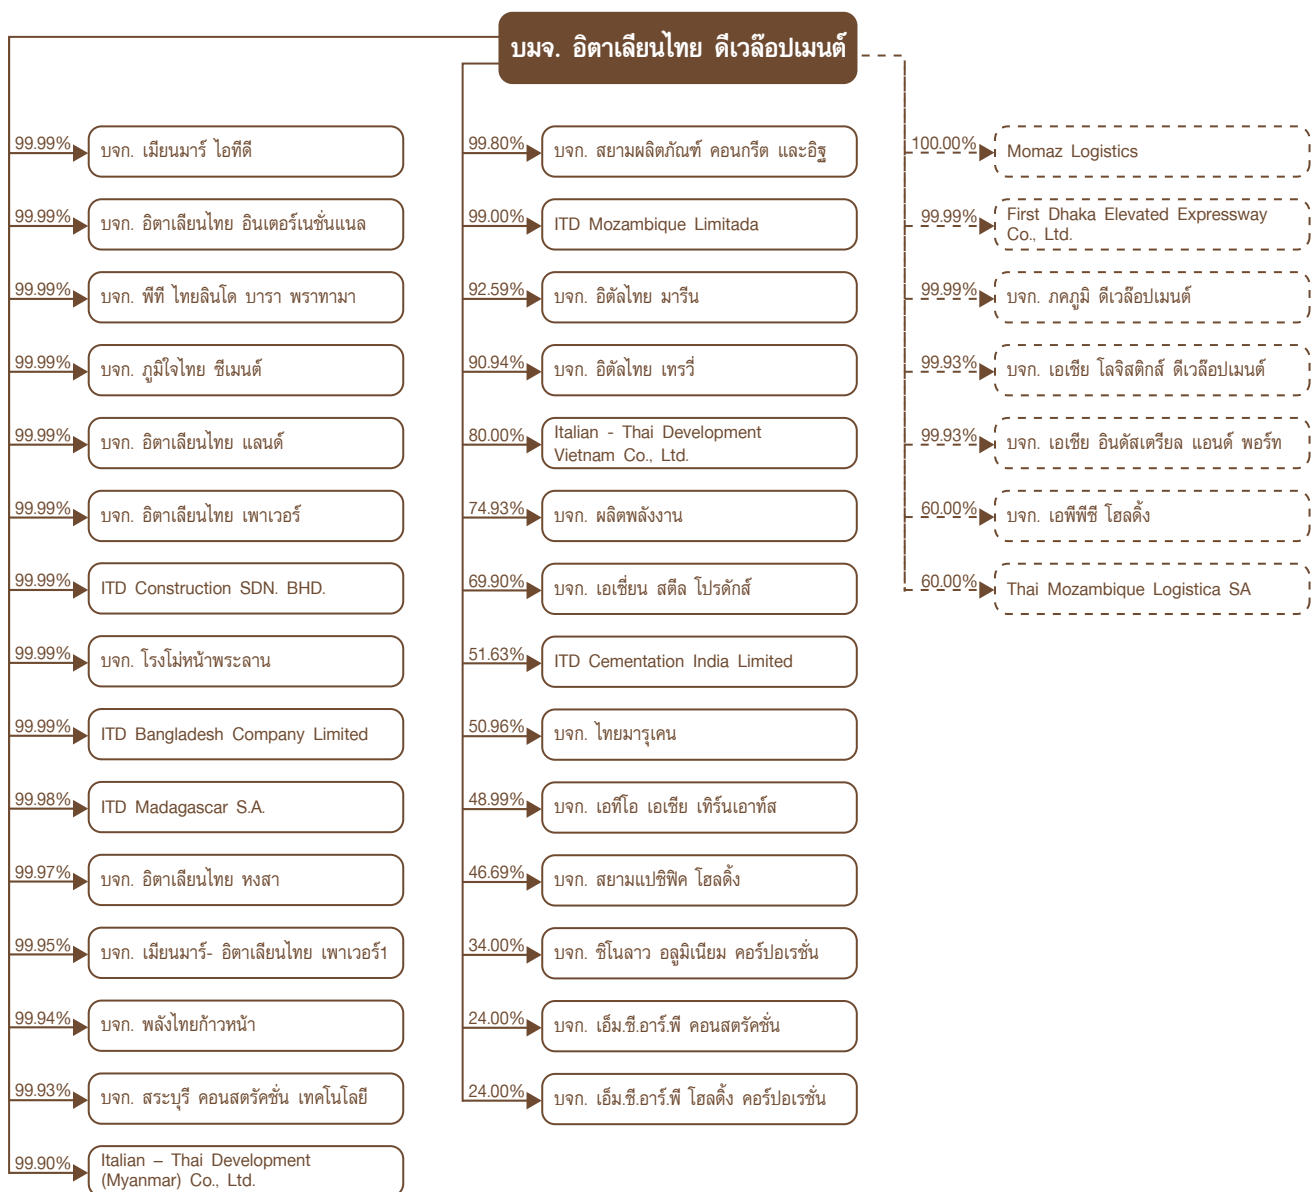 บมจ. อิตาเลียนไทย ดีเวล๊อปเมนต์
99.99%
บจก. เมียนมาร์ ไอทีดี
99.99%
บจก. อิตาเลียนไทย อินเตอร์เนชั่นแนล
99.99%
บจก. พีที ไทยลินโด บารา พราทามา
99.99%
บจก. ภูมิใจไทย ซีเมนต์
99.99%
บจก. อิตาเลียนไทย แลนด์
99.99%
บจก. อิตาเลียนไทย เพาเวอร์
99.99%
ITD Construction SDN. BHD.
99.99%
บจก. โรงโม่หน้าพระลาน
99.99%
ITD Bangladesh Company Limited
99.98%
ITD Madagascar S.A.
99.97%
บจก. อิตาเลียนไทย หงสา
99.95%
บจก. เมียนมาร์- อิตาเลียนไทย เพาเวอร์1
99.94%
บจก. พลังไทยก้าวหน้า
99.93%
บจก. สระบุรี คอนสตรัคชั่น เทคโนโลยี
99.90%
Italian – Thai Development
(Myanmar) Co., Ltd.
99.80%
บจก. สยามผลิตภัณฑ์ คอนกรีต และอิฐ
99.00%
ITD Mozambique Limitada
92.59%
บจก. อิตัลไทย มารีน
90.94%
บจก. อิตัลไทย เทรวี่
80.00%
Italian - Thai Development
Vietnam Co., Ltd.
74.93%
บจก. ผลิตพลังงาน
69.90%
บจก. เอเชี่ยน สตีล โปรดักส์
51.63%
ITD Cementation India Limited
50.96%
บจก. ไทยมารุเคน
48.99%
บจก. เอทีโอ เอเชีย เทิร์นเอาท์ส
46.69%
บจก. สยามแปซิฟิค โฮลดิ้ง
34.00%
บจก. ซิโนลาว อลูมิเนียม คอร์ปอเรชั่น
24.00%
บจก. เอ็ม.ซี.อาร์.พี คอนสตรัคชั่น
24.00%
บจก. เอ็ม.ซี.อาร์.พี โฮลดิ้ง คอร์ปอเรชั่น
100.00%
Momaz Logistics
99.99%
First Dhaka Elevated Expressway
Co., Ltd.
99.99%
บจก. ภคภูมิ ดีเวล๊อปเมนต์
99.93%
บจก. เอเชีย โลจิสติกส์ ดีเวล๊อปเมนต์
99.93%
บจก. เอเชีย อินดัสเตรียล แอนด์ พอร์ท
60.00%
บจก. เอพีพีซี โฮลดิ้ง
60.00%
Thai Mozambique Logistica SA